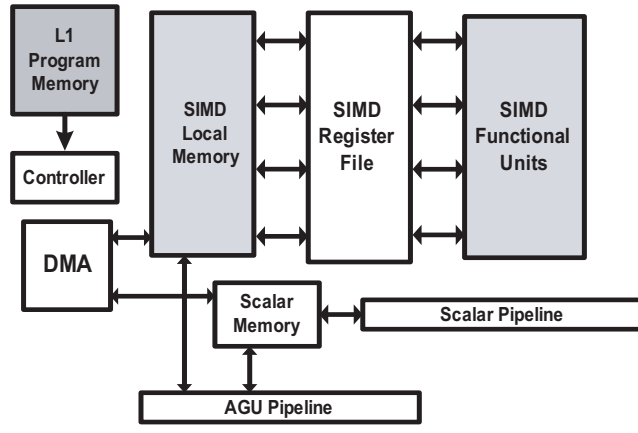 L1
Program
Memory
Controller
SIMD
Local
Memory
SIMD
Register
File
SIMD
Functional
Units
DMA
Scalar
Memory
Scalar Pipeline
AGU Pipeline